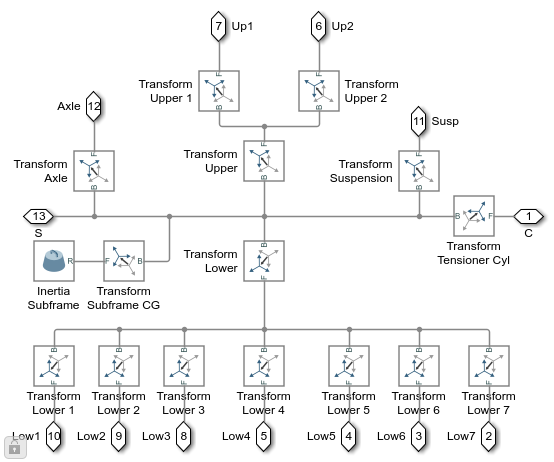 7 Up1
6 Up2
F
F
Transform
Upper 1
Transform
Upper 2
B
B
Axle 12
11 Susp
F
F
F
Transform
Axle
Transform
Upper
Transform
Suspension
B
B
B
13
S
B F
1
C
Transform
Tensioner Cyl
R
F B
Transform
Lower
B
F
Inertia
Subframe
Transform
Subframe CG
B
B
B
B
B
B
B
F
F
F
F
F
F
F
Transform
Lower 1
Transform
Lower 2
Transform
Lower 3
Transform
Lower 4
Transform
Lower 5
Transform
Lower 6
Transform
Lower 7
Low1 10
Low2 9
Low3 8
Low4 5
Low5 4
Low6 3
Low7 2